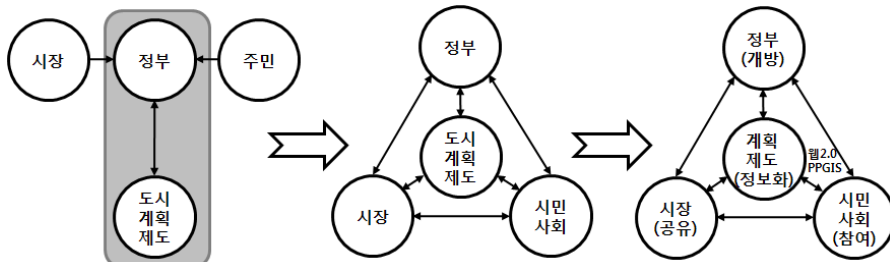 시장
정부
주민
도시
계획
제도
정부
도시
계획
제도
시장
시민
사회
정부
(개방)
계획
제도
(정보화)
웹2.0
PPGIS
시장
(공유)
시민
사회
(참여)